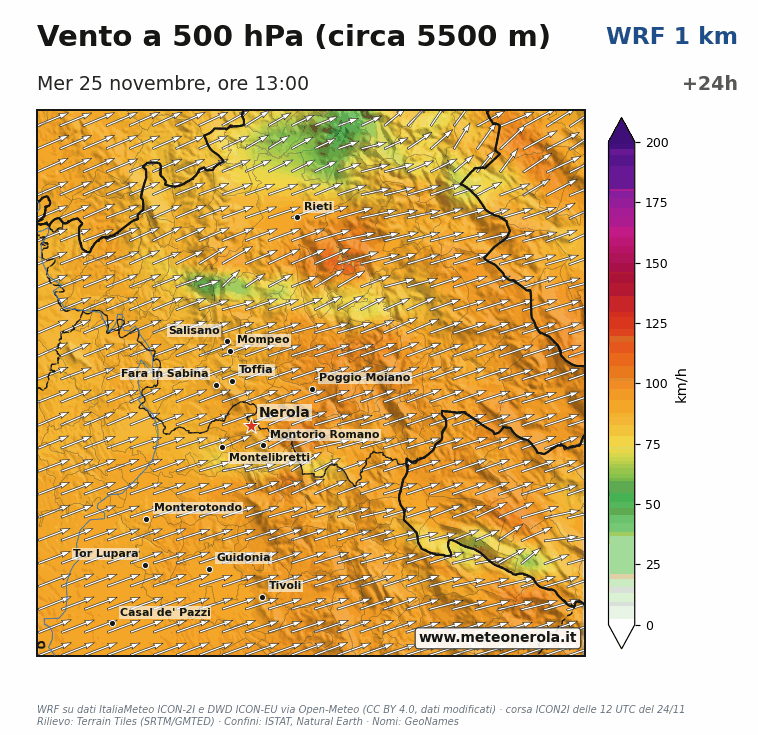 Vento a 500 hPa (circa 5500 m)
WRF 1 km
Mer 25 novembre, ore 13:00
+24h
Rieti
Salisano
Mompeo
Fara in Sabina
Toffia
Poggio Moiano
Nerola
Montorio Romano
Montelibretti
Monterotondo
Tor Lupara
Guidonia
Tivoli
Casal de' Pazzi
www.meteonerola.it
200
175
150
125
100
75
50
25
0
km/h
WRF su dati ItaliaMeteo ICON-2I e DWD ICON-EU via Open-Meteo (CC BY 4.0, dati modificati) · corsa ICON2I delle 12 UTC del 24/11
Rilievo: Terrain Tiles (SRTM/GMTED) · Confini: ISTAT, Natural Earth · Nomi: GeoNames